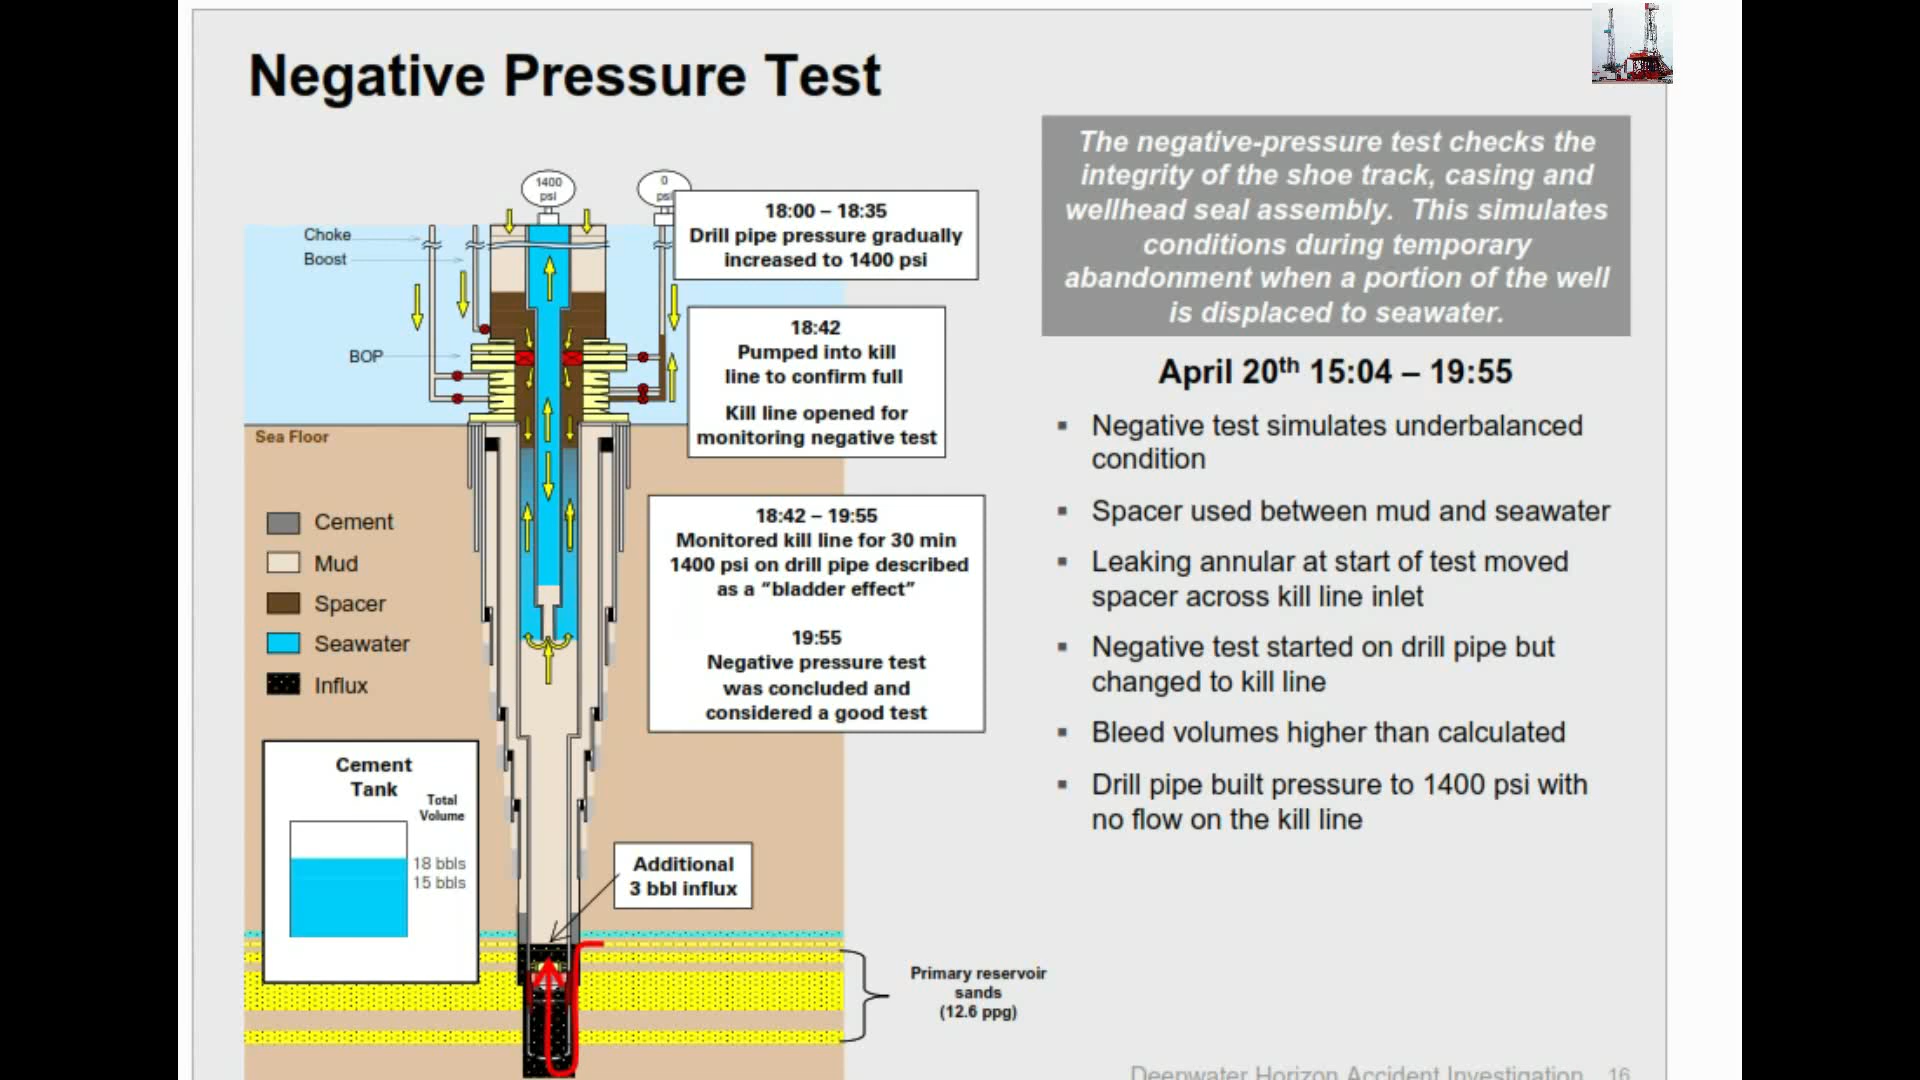 Negative Pressure Test
1400
psi
0
psi
Choke
Boost
BOP
Sea Floor
18:00 – 18:35
Drill pipe pressure gradually
increased to 1400 psi
18:42
Pumped into kill
line to confirm full
Kill line opened for
monitoring negative test
18:42 – 19:55
Monitored kill line for 30 min
1400 psi on drill pipe described
as a “bladder effect”
19:55
Negative pressure test
was concluded and
considered a good test
Cement
Mud
Spacer
Seawater
Influx
Cement
Tank
Total
Volume
18 bbls
15 bbls
Additional
3 bbl influx
Primary reservoir
sands
(12.6 ppg)
The negative-pressure test checks the
integrity of the shoe track, casing and
wellhead seal assembly. This simulates
conditions during temporary
abandonment when a portion of the well
is displaced to seawater.
April 20th 15:04 – 19:55
▪ Negative test simulates underbalanced
condition
▪ Spacer used between mud and seawater
▪ Leaking annular at start of test moved
spacer across kill line inlet
▪ Negative test started on drill pipe but
changed to kill line
▪ Bleed volumes higher than calculated
▪ Drill pipe built pressure to 1400 psi with
no flow on the kill line
Deepwater Horizon Accident Investigation 16